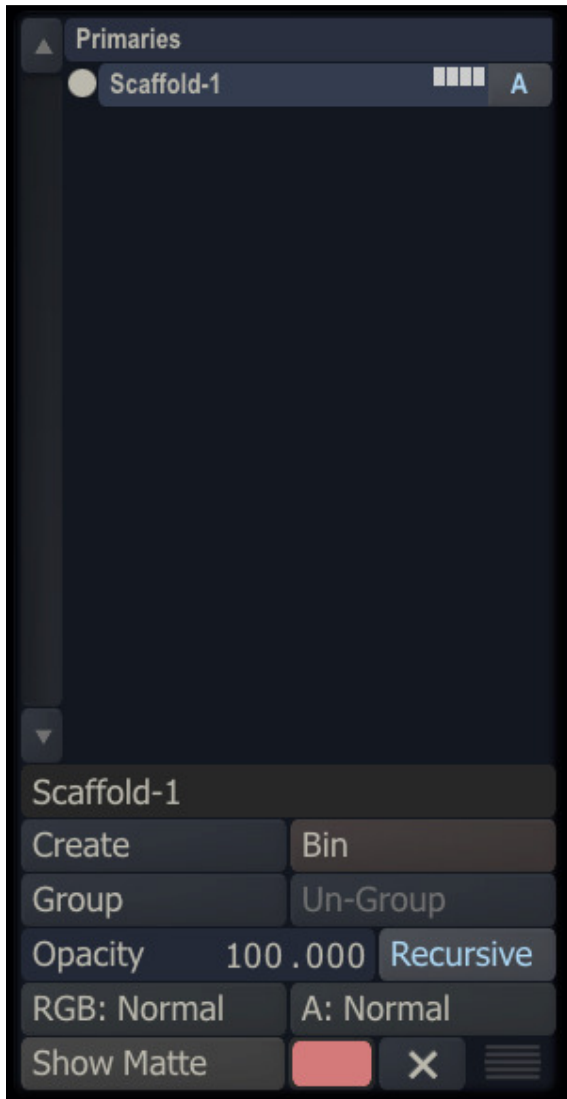 Primaries
Scaffold-1 A
Scaffold-1
Create Bin
Group Un-Group
Opacity 100.000 Recursive
RGB: Normal A: Normal
Show Matte